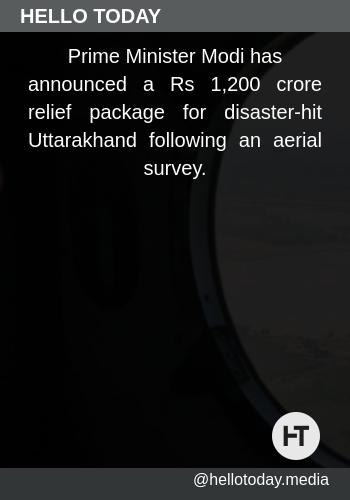 HELLO TODAY
Prime Minister Modi has
announced a Rs 1,200 crore
relief package for disaster-hit
Uttarakhand following an aerial
survey.
HT
@hellotoday.media